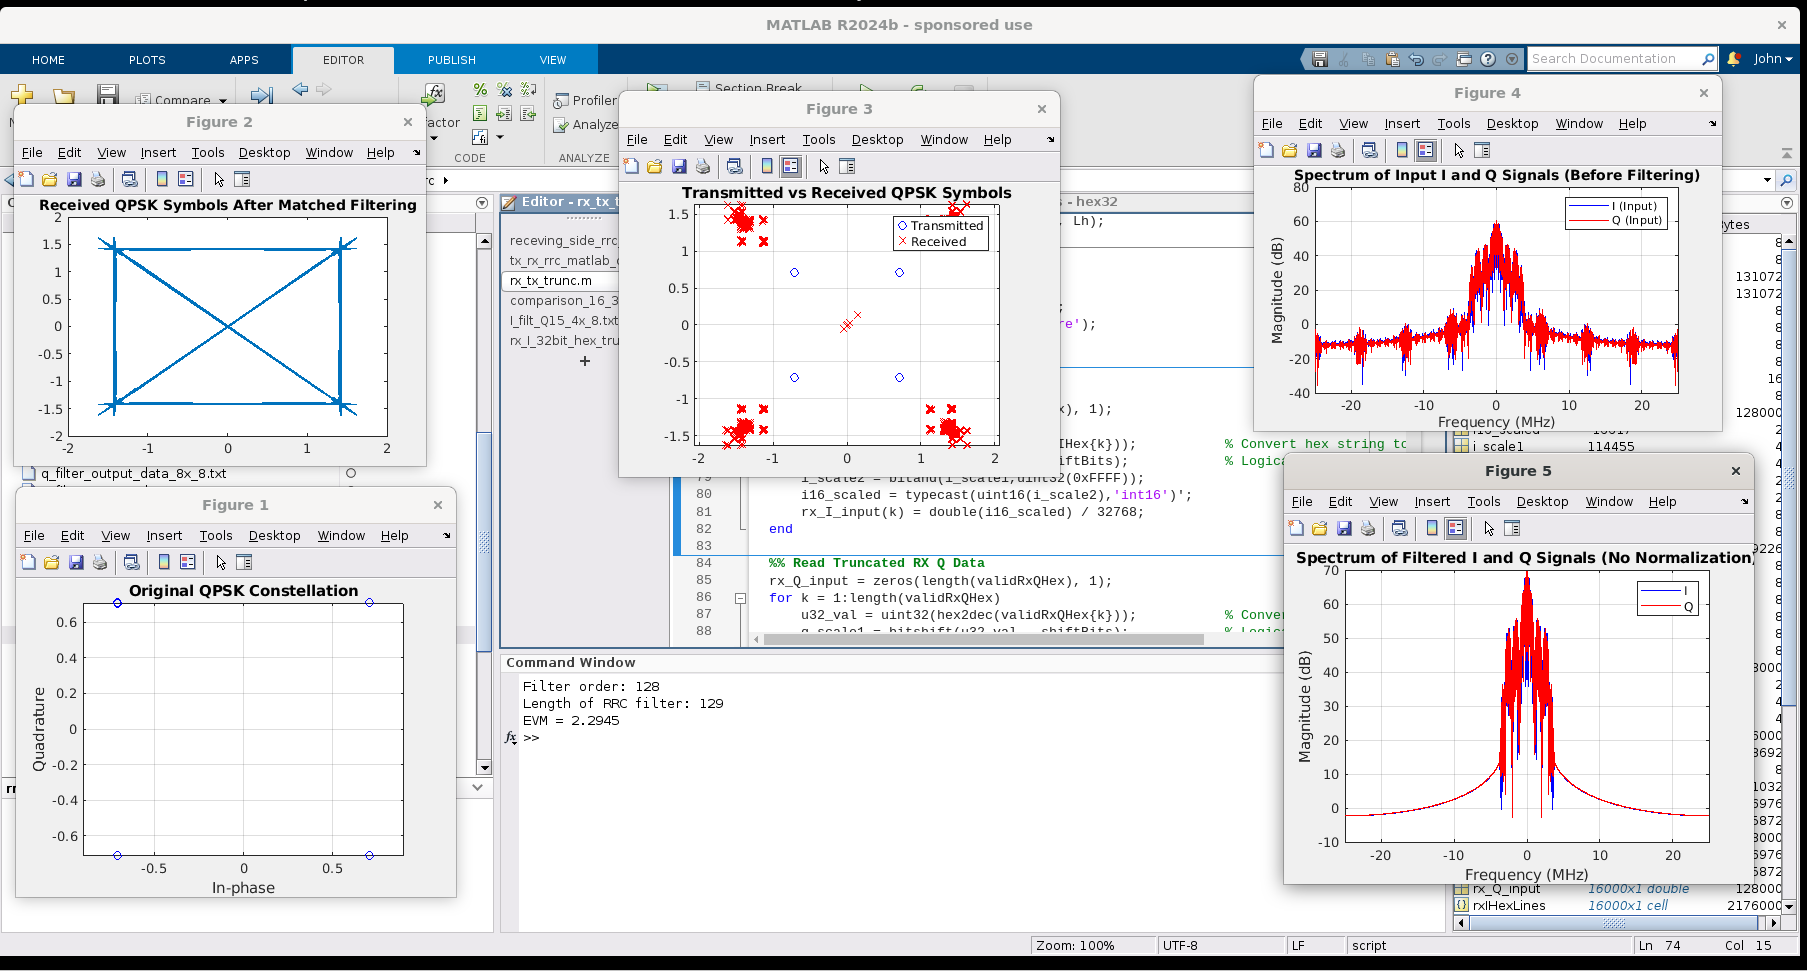 MATLAB R2024b - sponsored use
HOME PLOTS APPS EDITOR PUBLISH VIEW
Search Documentation
John
Compare
Section Break
Profiler
Analyze
CODE
ANALYZE
Figure 2
File Edit View Insert Tools Desktop Window Help
Received QPSK Symbols After Matched Filtering
2
1.5
1
0.5
0
-0.5
-1
-1.5
-2
-2 -1 0 1 2
q_filter_output_data_8x_8.txt
Figure 3
File Edit View Insert Tools Desktop Window Help
Transmitted vs Received QPSK Symbols
Transmitted
Received
1.5
1
0.5
0
-0.5
-1
-1.5
-2 -1 0 1 2
Figure 4
File Edit View Insert Tools Desktop Window Help
Spectrum of Input I and Q Signals (Before Filtering)
I (Input)
Q (Input)
Magnitude (dB)
80
60
40
20
0
-20
-40
-20 -10 0 10 20
Frequency (MHz)
Figure 1
File Edit View Insert Tools Desktop Window Help
Original QPSK Constellation
Quadrature
0.6
0.4
0.2
0
-0.2
-0.4
-0.6
-0.5 0 0.5
In-phase
Figure 5
File Edit View Insert Tools Desktop Window Help
Spectrum of Filtered I and Q Signals (No Normalization)
I
Q
Magnitude (dB)
70
60
50
40
30
20
10
0
-10
-20 -10 0 10 20
Frequency (MHz)
Editor - rx_tx_t
s - hex32
receving_side_rrc_
tx_rx_rrc_matlab_c
rx_tx_trunc.m
comparison_16_3
I_filt_Q15_4x_8.txt
rx_I_32bit_hex_tru
+
, Lh);
re');
x), 1);
IHex{k})); % Convert hex string to
iftBits); % Logica
79 i_scale2 = bitand(i_scale1,uint32(0xFFFF));
80 i16_scaled = typecast(uint16(i_scale2),'int16')';
81 rx_I_input(k) = double(i16_scaled) / 32768;
82 end
83
84 %% Read Truncated RX Q Data
85 rx_Q_input = zeros(length(validRxQHex), 1);
86 for k = 1:length(validRxQHex)
87 u32_val = uint32(hex2dec(validRxQHex{k})); % Conver
88 q_scale1 = bitshift(u32_val, -shiftBits); % Logica
Command Window
Filter order: 128
Length of RRC filter: 129
EVM = 2.2945
fx >>
i_scale1 114455
rx_Q_input 16000x1 double 128000
rxIHexLines 16000x1 cell 2176000
Zoom: 100% UTF-8 LF script Ln 74 Col 15